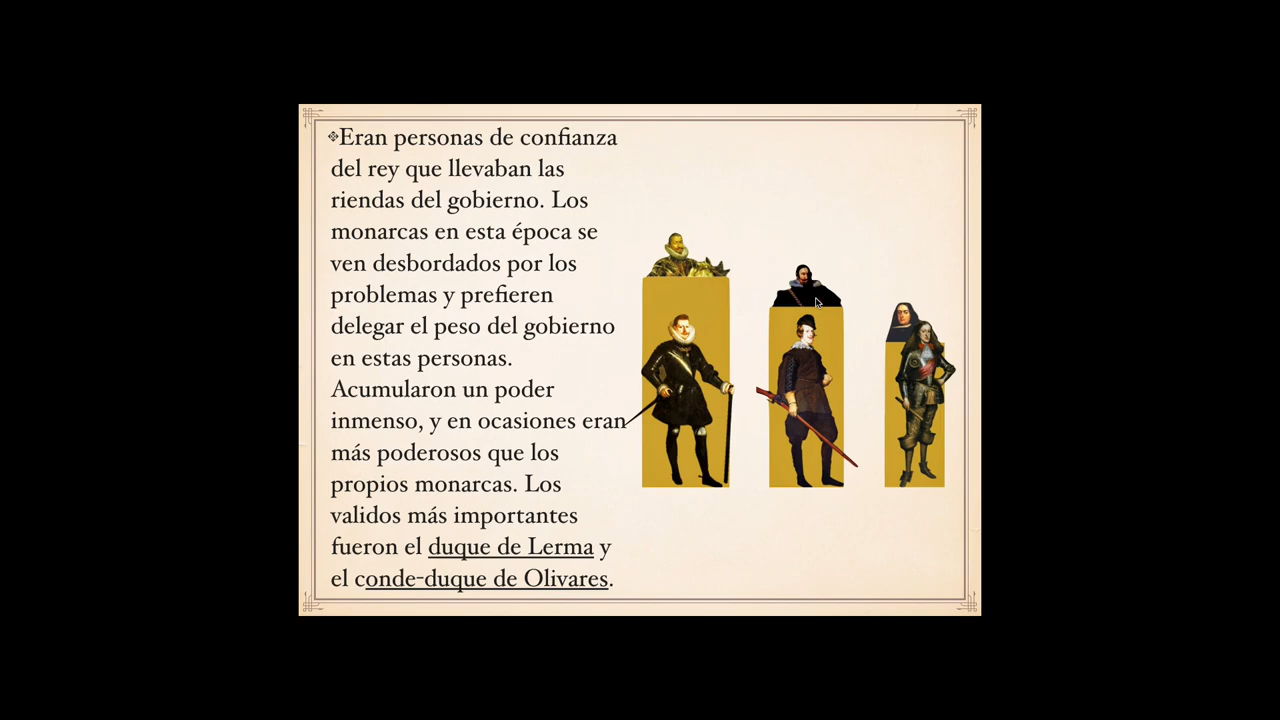 Eran personas de confianza
del rey que llevaban las
riendas del gobierno. Los
monarcas en esta época se
ven desbordados por los
problemas y prefieren
delegar el peso del gobierno
en estas personas.
Acumularon un poder
inmenso, y en ocasiones eran
más poderosos que los
propios monarcas. Los
validos más importantes
fueron el duque de Lerma y
el conde-duque de Olivares.